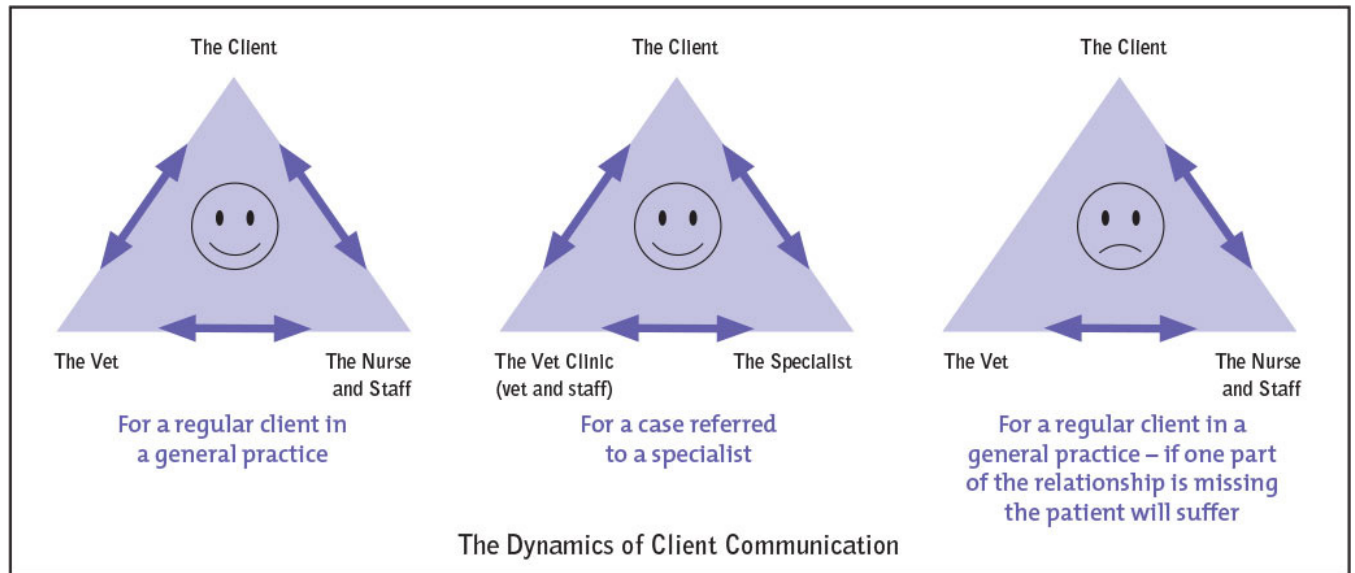 The Client
The Vet
The Nurse
and Staff
For a regular client in
a general practice
The Client
The Vet Clinic
(vet and staff)
The Specialist
For a case referred
to a specialist
The Client
The Vet
The Nurse
and Staff
For a regular client in a
general practice – if one part
of the relationship is missing
the patient will suffer
The Dynamics of Client Communication